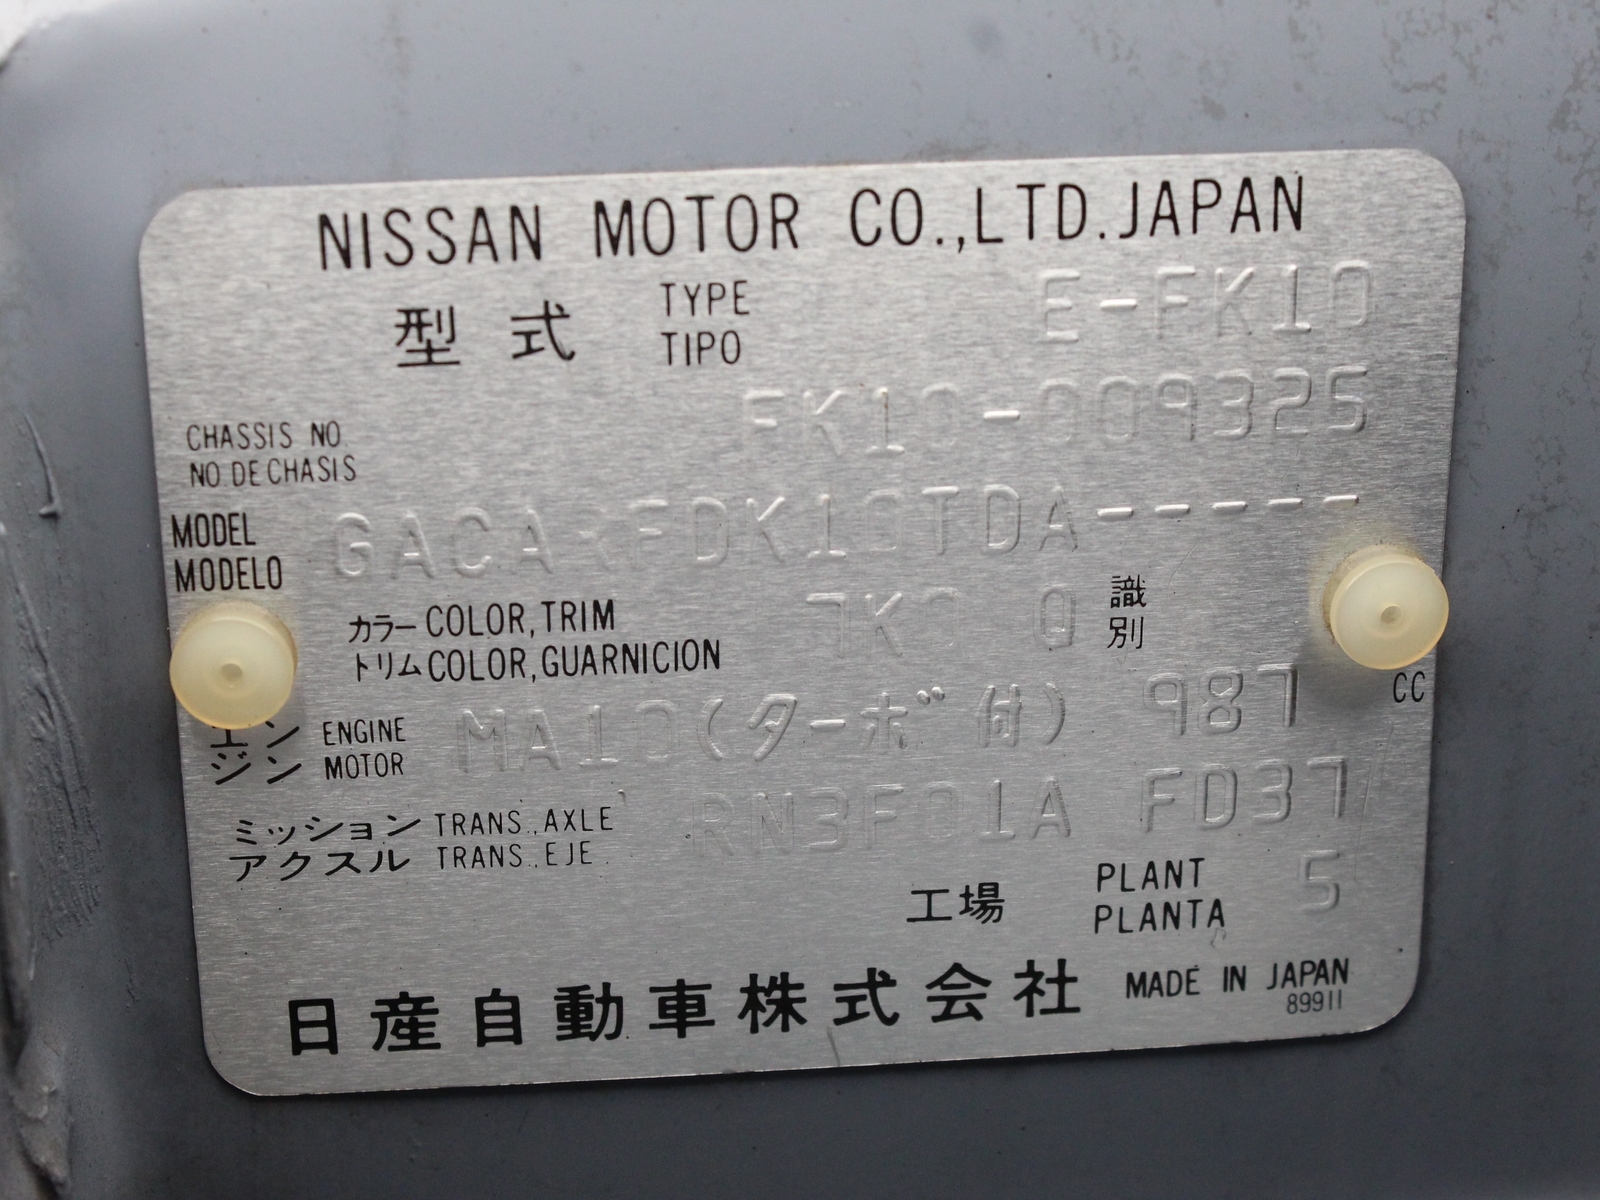 NISSAN MOTOR CO.,LTD.JAPAN
型式 TYPE E-FK10
TIPO
CHASSIS NO. FK10-009325
NO.DE CHASIS
MODEL GACARFDK10TDA------
MODELO
カラー COLOR,TRIM 識
トリム COLOR,GUARNICION 別
エン ENGINE MA10(ターボ付) 987 CC
ジン MOTOR
ミッション TRANS.,AXLE RN3F01A FD37
アクスル TRANS.,EJE
工場 PLANT 5
PLANTA
日産自動車株式会社 MADE IN JAPAN
89911